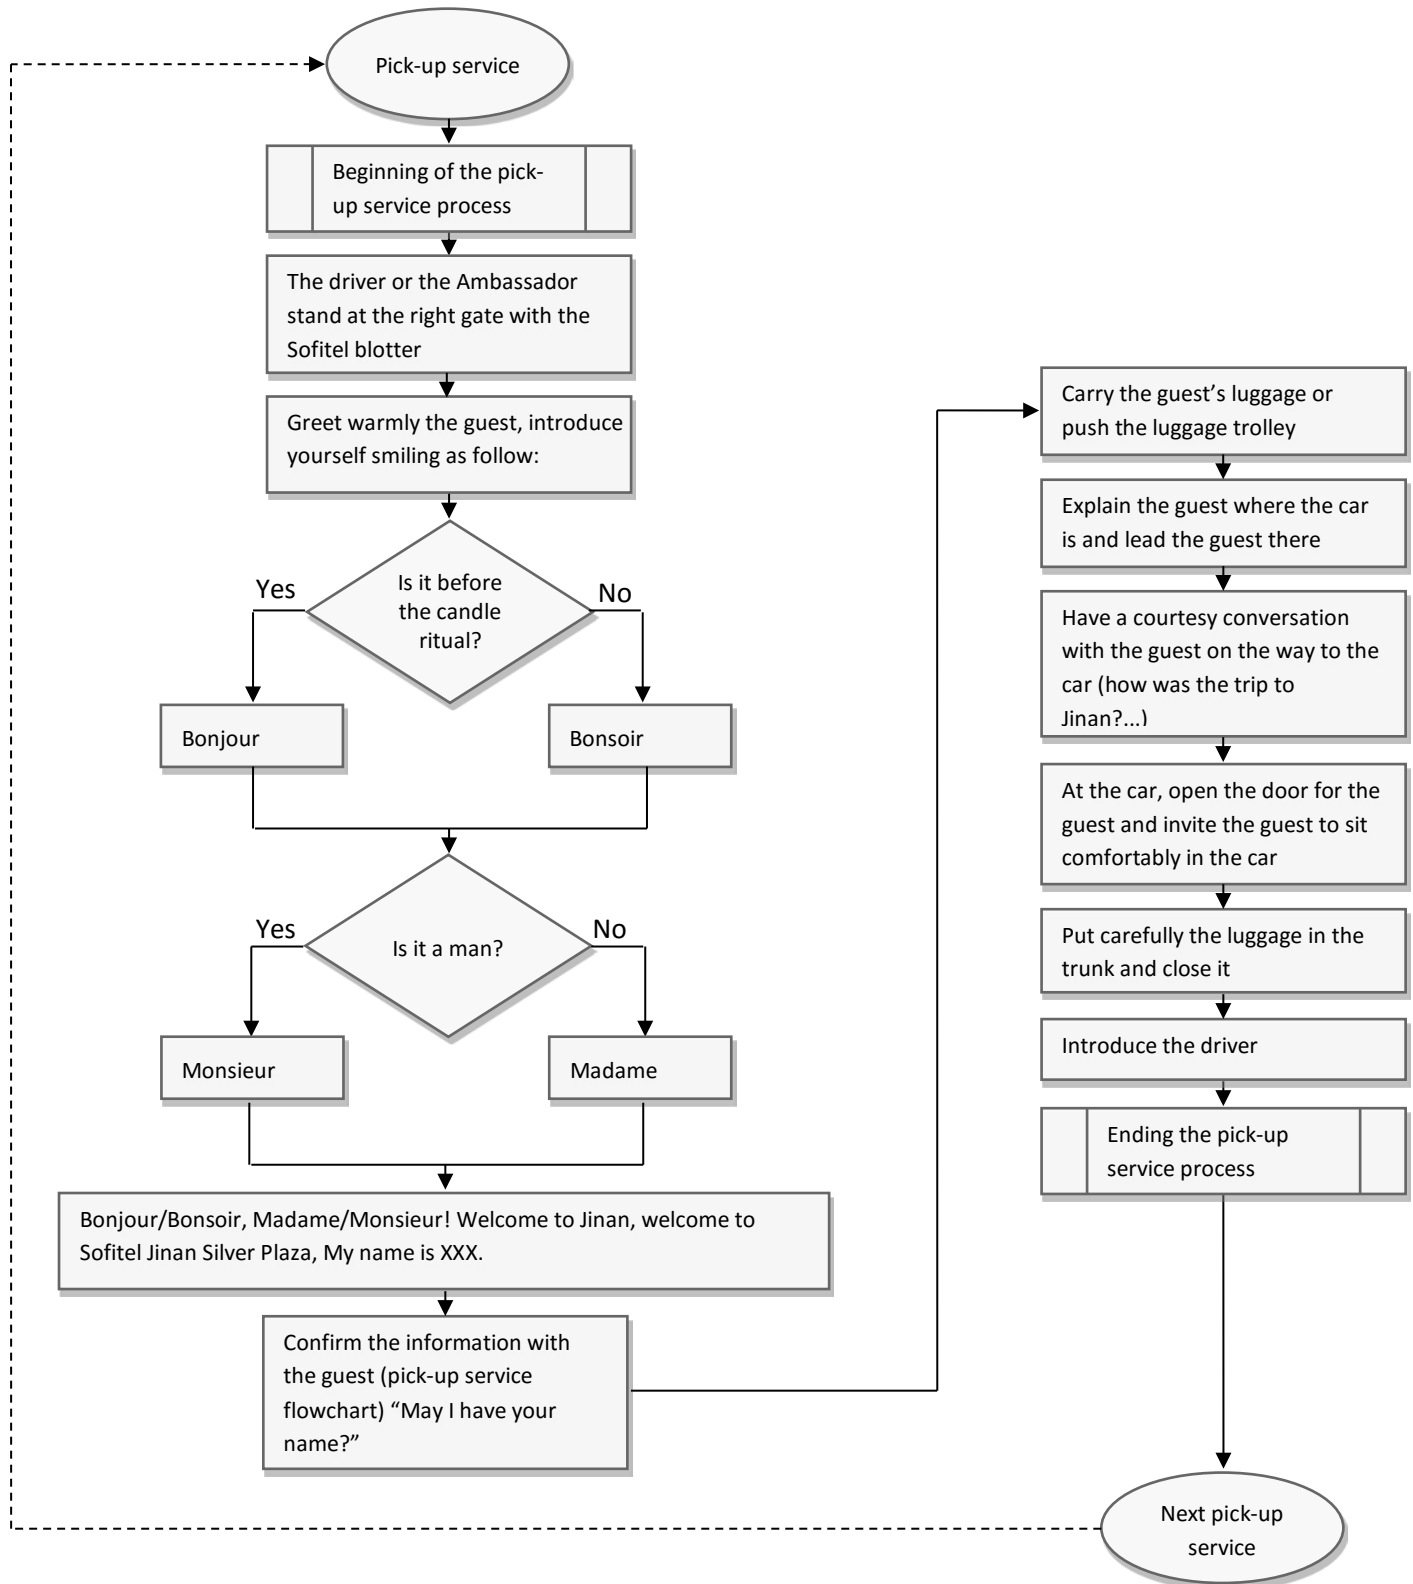 Pick-up service
Beginning of the pick-
up service process
The driver or the Ambassador
stand at the right gate with the
Sofitel blotter
Greet warmly the guest, introduce
yourself smiling as follow:
Is it before
the candle
ritual?
Yes
No
Bonjour
Bonsoir
Is it a man?
Yes
No
Monsieur
Madame
Bonjour/Bonsoir, Madame/Monsieur! Welcome to Jinan, welcome to
Sofitel Jinan Silver Plaza, My name is XXX.
Confirm the information with
the guest (pick-up service
flowchart) “May I have your
name?”
Carry the guest’s luggage or
push the luggage trolley
Explain the guest where the car
is and lead the guest there
Have a courtesy conversation
with the guest on the way to the
car (how was the trip to
Jinan?...)
At the car, open the door for the
guest and invite the guest to sit
comfortably in the car
Put carefully the luggage in the
trunk and close it
Introduce the driver
Ending the pick-up
service process
Next pick-up
service